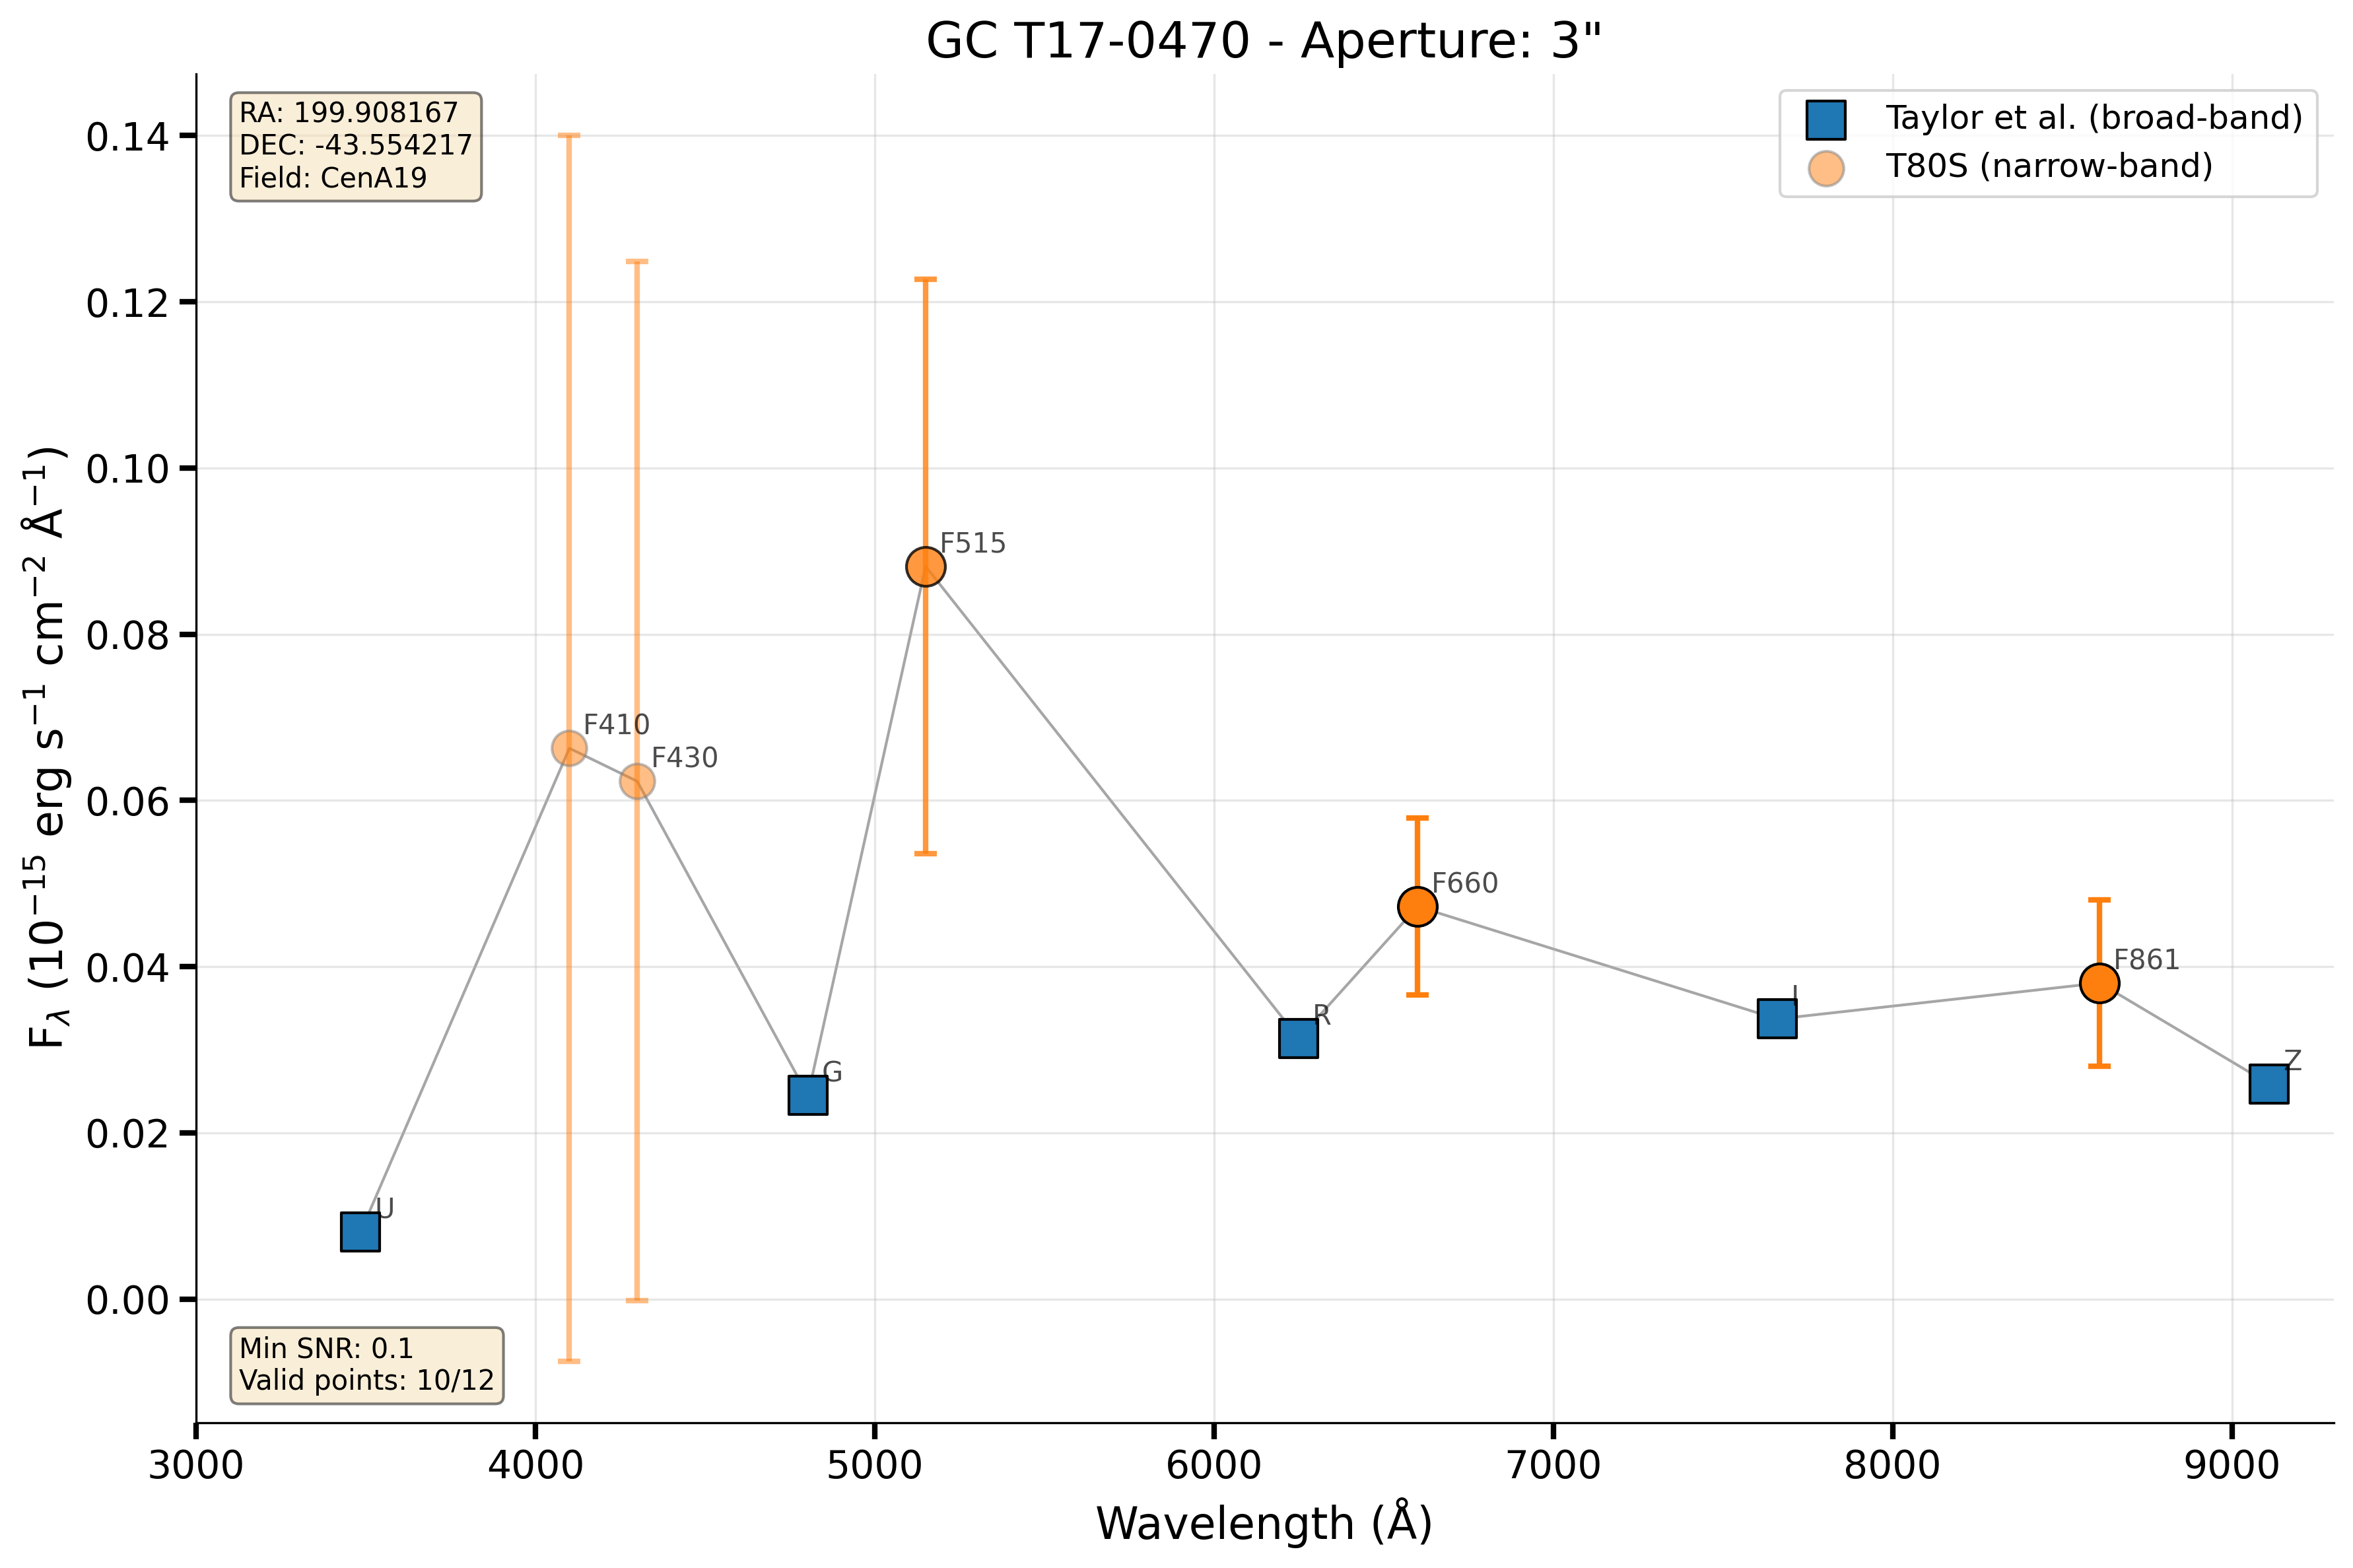 GC T17-0470 - Aperture: 3"
RA: 199.908167
DEC: -43.554217
Field: CenA19
Taylor et al. (broad-band)
T80S (narrow-band)
0.14
0.12
0.10
0.08
0.06
0.04
0.02
0.00
F_λ (10⁻¹⁵ erg s⁻¹ cm⁻² Å⁻¹)
F515
F410
F430
F660
F861
R
I
Z
G
U
Min SNR: 0.1
Valid points: 10/12
3000 4000 5000 6000 7000 8000 9000
Wavelength (Å)